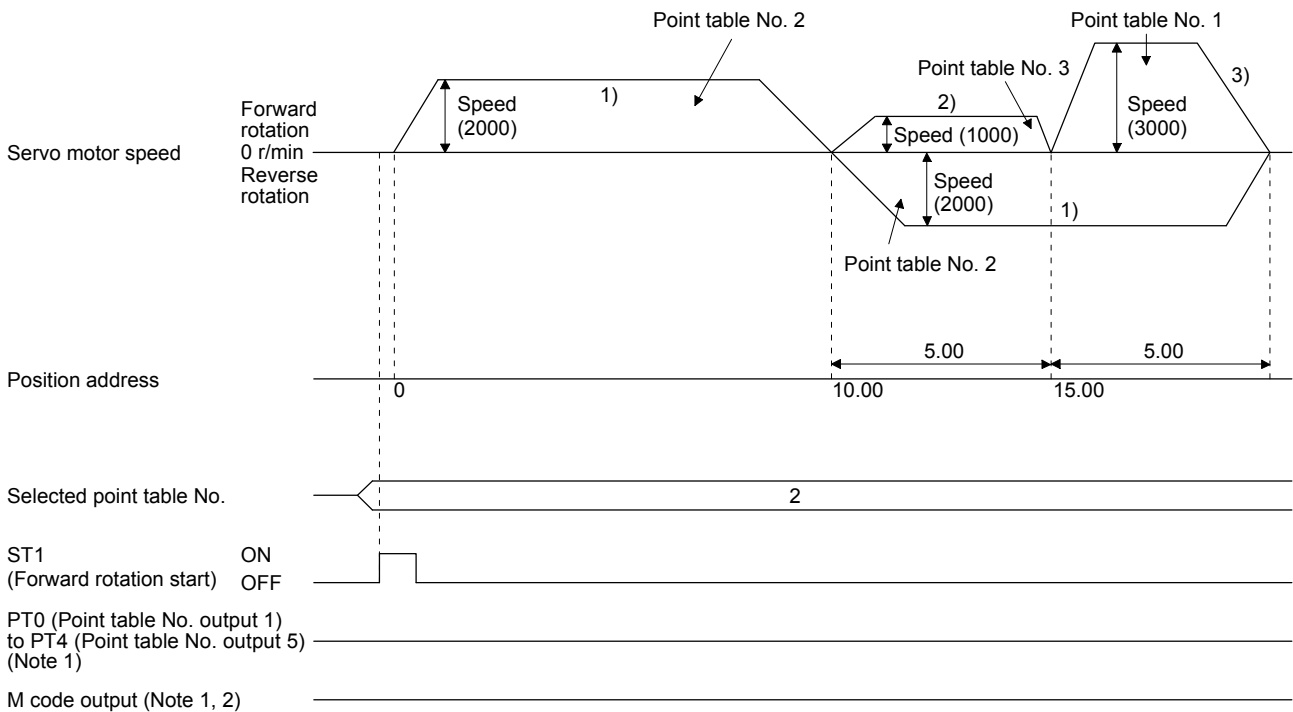 Point table No. 2
Point table No. 1
Point table No. 3
3)
1)
2)
Forward
rotation
0 r/min
Reverse
rotation
Servo motor speed
Speed
(2000)
Speed (1000)
Speed
(3000)
Speed
(2000)
1)
Point table No. 2
5.00
5.00
Position address
0
10.00
15.00
Selected point table No.
2
ST1
(Forward rotation start)
ON
OFF
PT0 (Point table No. output 1)
to PT4 (Point table No. output 5)
(Note 1)
M code output (Note 1, 2)